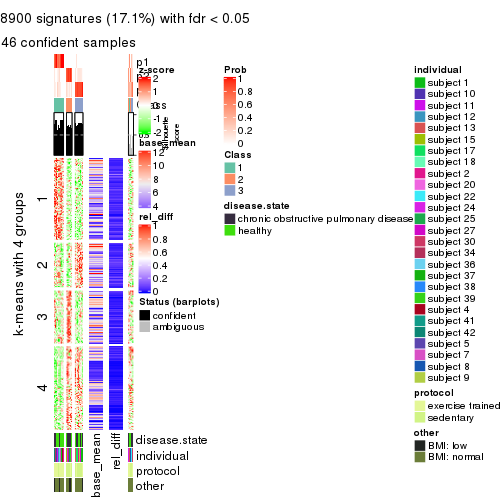 8900 signatures (17.1%) with fdr < 0.05
46 confident samples
p1
z-score
2
1
0
-1
-2
silhouette
score
base_mean
12
10
8
6
4
rel_diff
1
0.8
0.6
0.4
0.2
0
Status (barplots)
confident
ambiguous
k-means with 4 groups
1
2
3
4
disease.state
individual
protocol
other
base_mean
rel_diff
Prob
1
0.8
0.6
0.4
0.2
0
Class
1
2
3
disease.state
chronic obstructive pulmonary disease
healthy
individual
subject 1
subject 10
subject 11
subject 12
subject 13
subject 15
subject 17
subject 18
subject 2
subject 20
subject 22
subject 24
subject 25
subject 27
subject 30
subject 34
subject 36
subject 37
subject 38
subject 39
subject 4
subject 41
subject 42
subject 5
subject 7
subject 8
subject 9
protocol
exercise trained
sedentary
other
BMI: low
BMI: normal